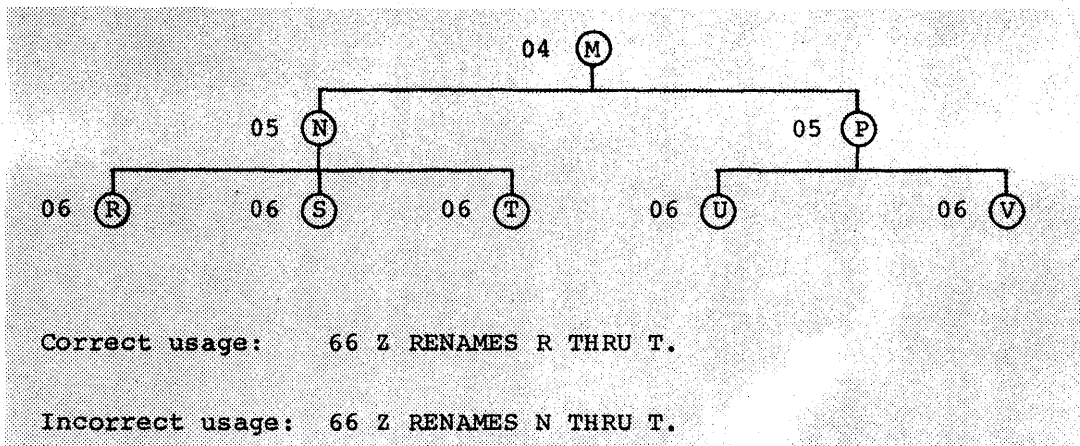 04 M
05 N 05 P
06 R 06 S 06 T 06 U 06 V
Correct usage: 66 Z RENAMES R THRU T.
Incorrect usage: 66 Z RENAMES N THRU T.